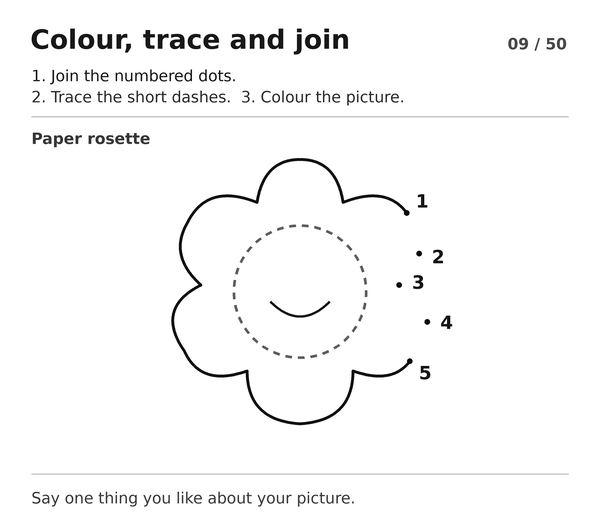 Colour, trace and join
09 / 50
1. Join the numbered dots.
2. Trace the short dashes.  3. Colour the picture.
Paper rosette
1
2
3
4
5
Say one thing you like about your picture.